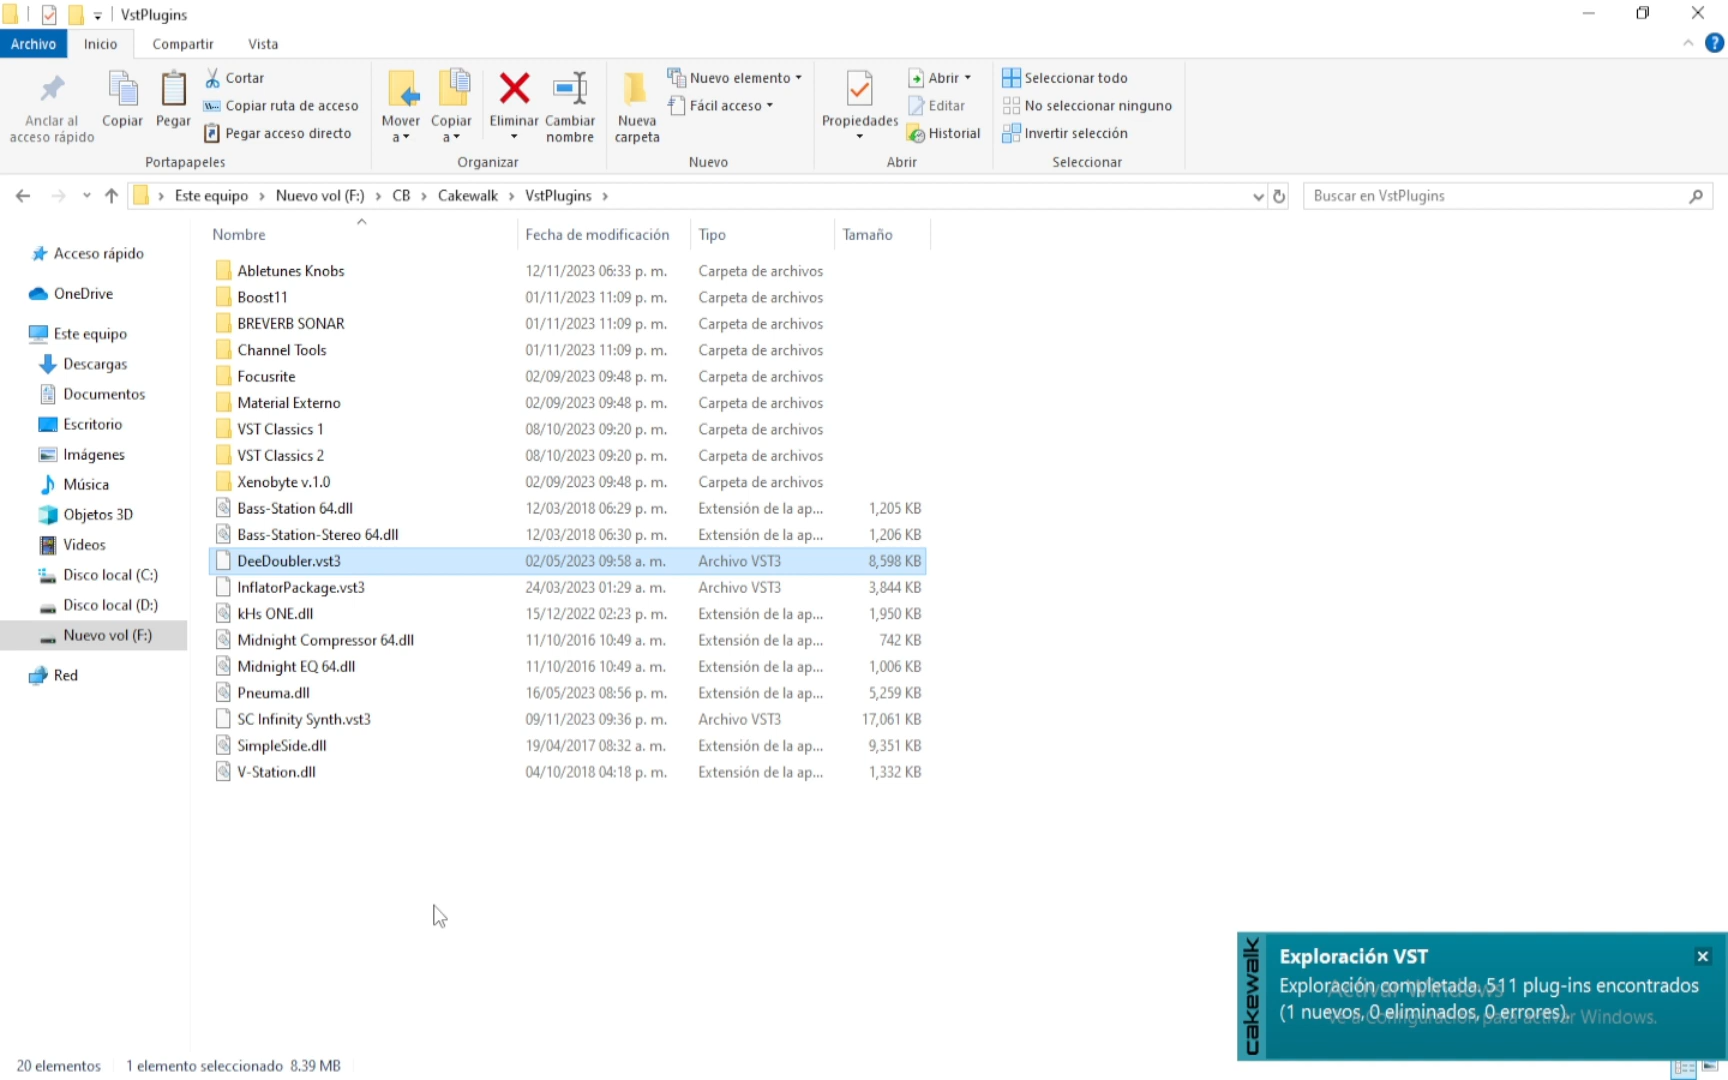 VstPlugins
Archivo Inicio Compartir Vista
Anclar al acceso rápido
Copiar
Pegar
Cortar
Copiar ruta de acceso
Pegar acceso directo
Portapapeles
Mover a
Copiar a
Eliminar
Cambiar nombre
Organizar
Nueva carpeta
Nuevo elemento
Fácil acceso
Nuevo
Propiedades
Abrir
Editar
Historial
Abrir
Seleccionar todo
No seleccionar ninguno
Invertir selección
Seleccionar
Este equipo > Nuevo vol (F:) > CB > Cakewalk > VstPlugins >
Buscar en VstPlugins
Acceso rápido
OneDrive
Este equipo
Descargas
Documentos
Escritorio
Imágenes
Música
Objetos 3D
Videos
Disco local (C:)
Disco local (D:)
Nuevo vol (F:)
Red
Nombre Fecha de modificación Tipo Tamaño
Abletunes Knobs 12/11/2023 06:33 p. m. Carpeta de archivos
Boost11 01/11/2023 11:09 p. m. Carpeta de archivos
BREVERB SONAR 01/11/2023 11:09 p. m. Carpeta de archivos
Channel Tools 01/11/2023 11:09 p. m. Carpeta de archivos
Focusrite 02/09/2023 09:48 p. m. Carpeta de archivos
Material Externo 02/09/2023 09:48 p. m. Carpeta de archivos
VST Classics 1 08/10/2023 09:20 p. m. Carpeta de archivos
VST Classics 2 08/10/2023 09:20 p. m. Carpeta de archivos
Xenobyte v.1.0 02/09/2023 09:48 p. m. Carpeta de archivos
Bass-Station 64.dll 12/03/2018 06:29 p. m. Extensión de la ap... 1,205 KB
Bass-Station-Stereo 64.dll 12/03/2018 06:30 p. m. Extensión de la ap... 1,206 KB
DeeDoubler.vst3 02/05/2023 09:58 a. m. Archivo VST3 8,598 KB
InflatorPackage.vst3 24/03/2023 01:29 a. m. Archivo VST3 3,844 KB
kHs ONE.dll 15/12/2022 02:23 p. m. Extensión de la ap... 1,950 KB
Midnight Compressor 64.dll 11/10/2016 10:49 a. m. Extensión de la ap... 742 KB
Midnight EQ 64.dll 11/10/2016 10:49 a. m. Extensión de la ap... 1,006 KB
Pneuma.dll 16/05/2023 08:56 p. m. Extensión de la ap... 5,259 KB
SC Infinity Synth.vst3 09/11/2023 09:36 p. m. Archivo VST3 17,061 KB
SimpleSide.dll 19/04/2017 08:32 a. m. Extensión de la ap... 9,351 KB
V-Station.dll 04/10/2018 04:18 p. m. Extensión de la ap... 1,332 KB
cakewalk
Exploración VST
Exploración completada. 511 plug-ins encontrados
(1 nuevos, 0 eliminados, 0 errores).
Activar Windows
Ve a Configuración para activar Windows.
20 elementos 1 elemento seleccionado 8.39 MB